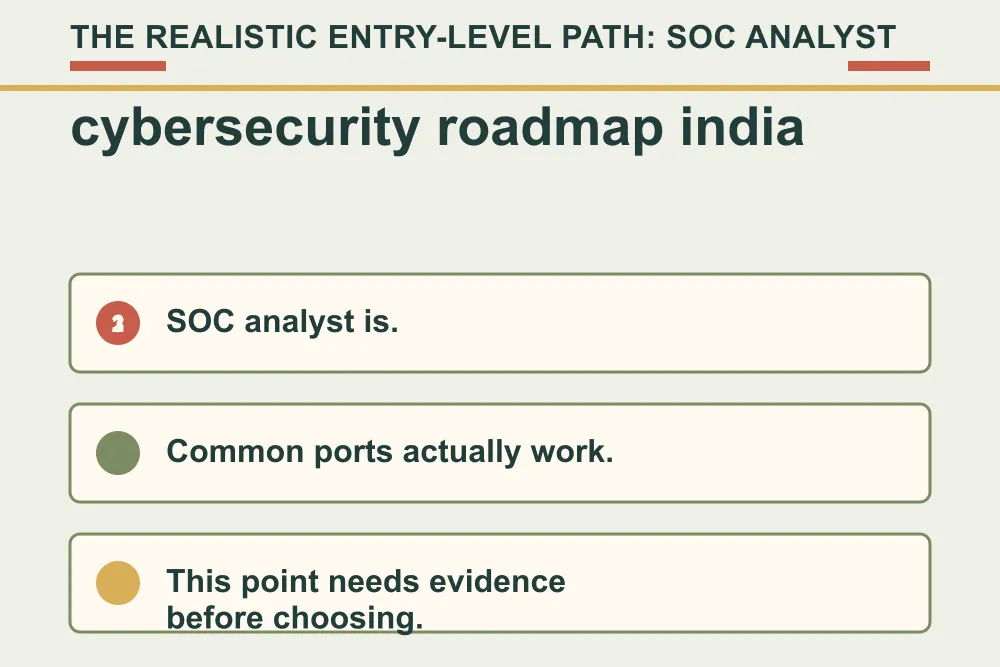 THE REALISTIC ENTRY-LEVEL PATH: SOC ANALYST
cybersecurity roadmap india
SOC analyst is.
Common ports actually work.
This point needs evidence
before choosing.